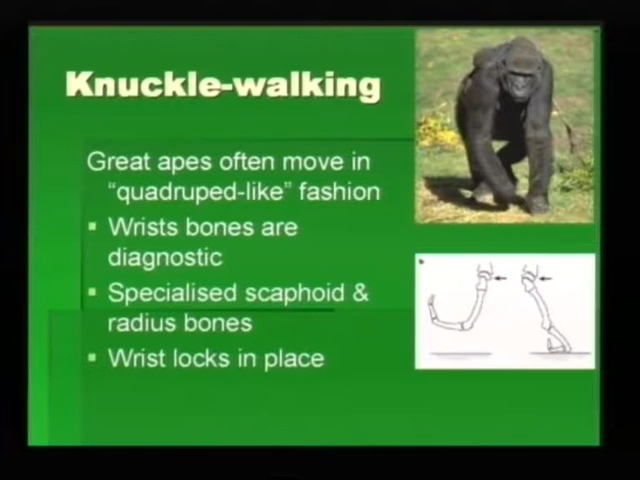 Knuckle-walking
Great apes often move in
“quadruped-like” fashion
▪ Wrists bones are
diagnostic
▪ Specialised scaphoid &
radius bones
▪ Wrist locks in place